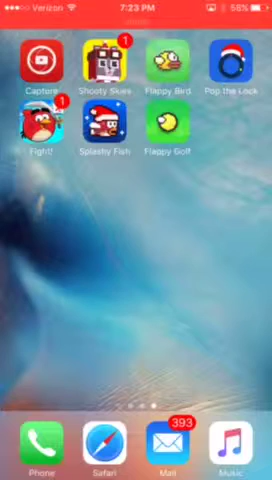 Verizon 7:23 PM 56%
Capture
Shooty Skies
Flappy Bird
Pop the Lock
1
1
Fight!
Splashy Fish
Flappy Golf
393
Phone
Safari
Mail
Music